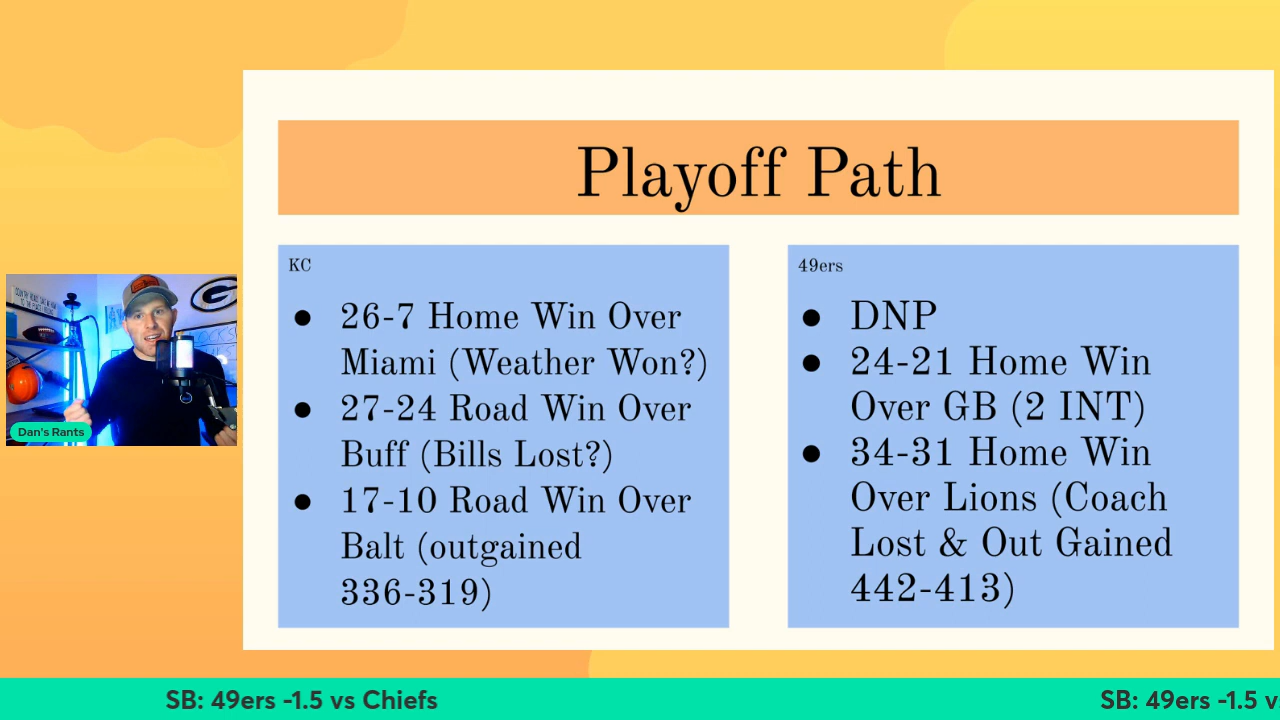 Playoff Path
KC
● 26-7 Home Win Over
Miami (Weather Won?)
● 27-24 Road Win Over
Buff (Bills Lost?)
● 17-10 Road Win Over
Balt (outgained
336-319)
49ers
● DNP
● 24-21 Home Win
Over GB (2 INT)
● 34-31 Home Win
Over Lions (Coach
Lost & Out Gained
442-413)
Dan's Rants
SB: 49ers -1.5 vs Chiefs
SB: 49ers -1.5 v